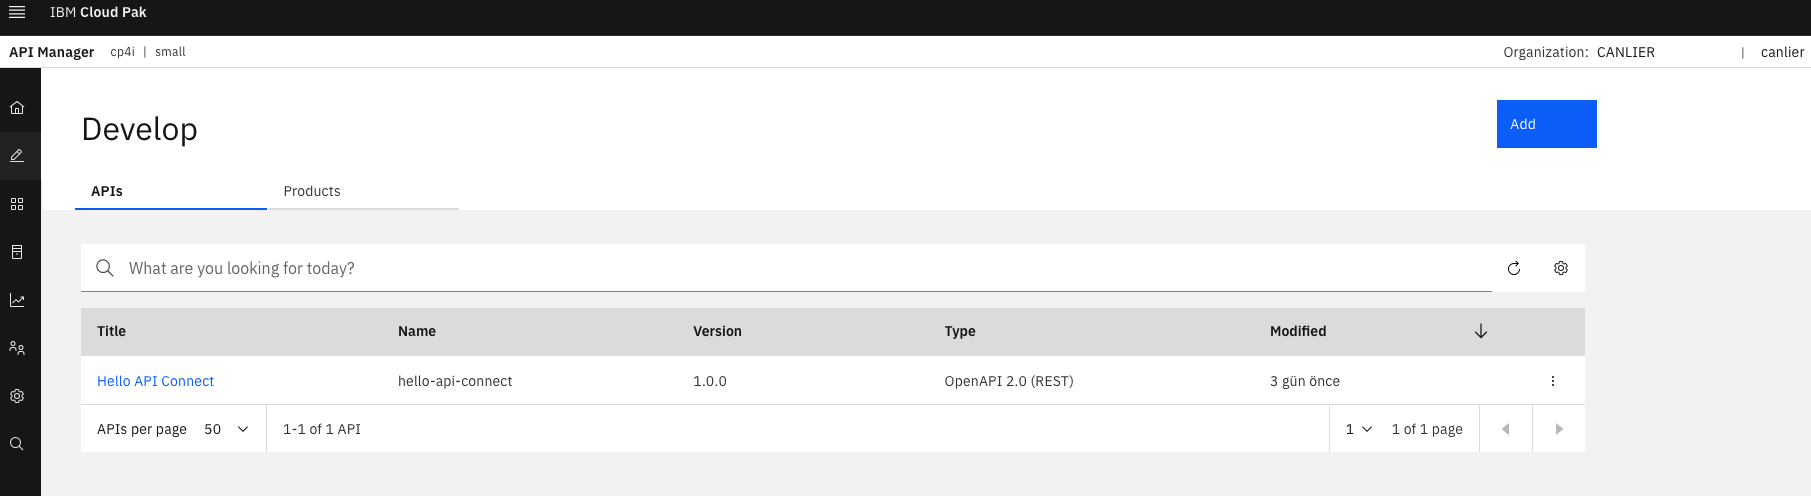 IBM Cloud Pak
API Manager cp4i | small Organization: CANLIER | canlier
Develop
Add
APIs Products
What are you looking for today?
Title Name Version Type Modified
Hello API Connect hello-api-connect 1.0.0 OpenAPI 2.0 (REST) 3 gün önce
APIs per page 50 1-1 of 1 API 1 1 of 1 page